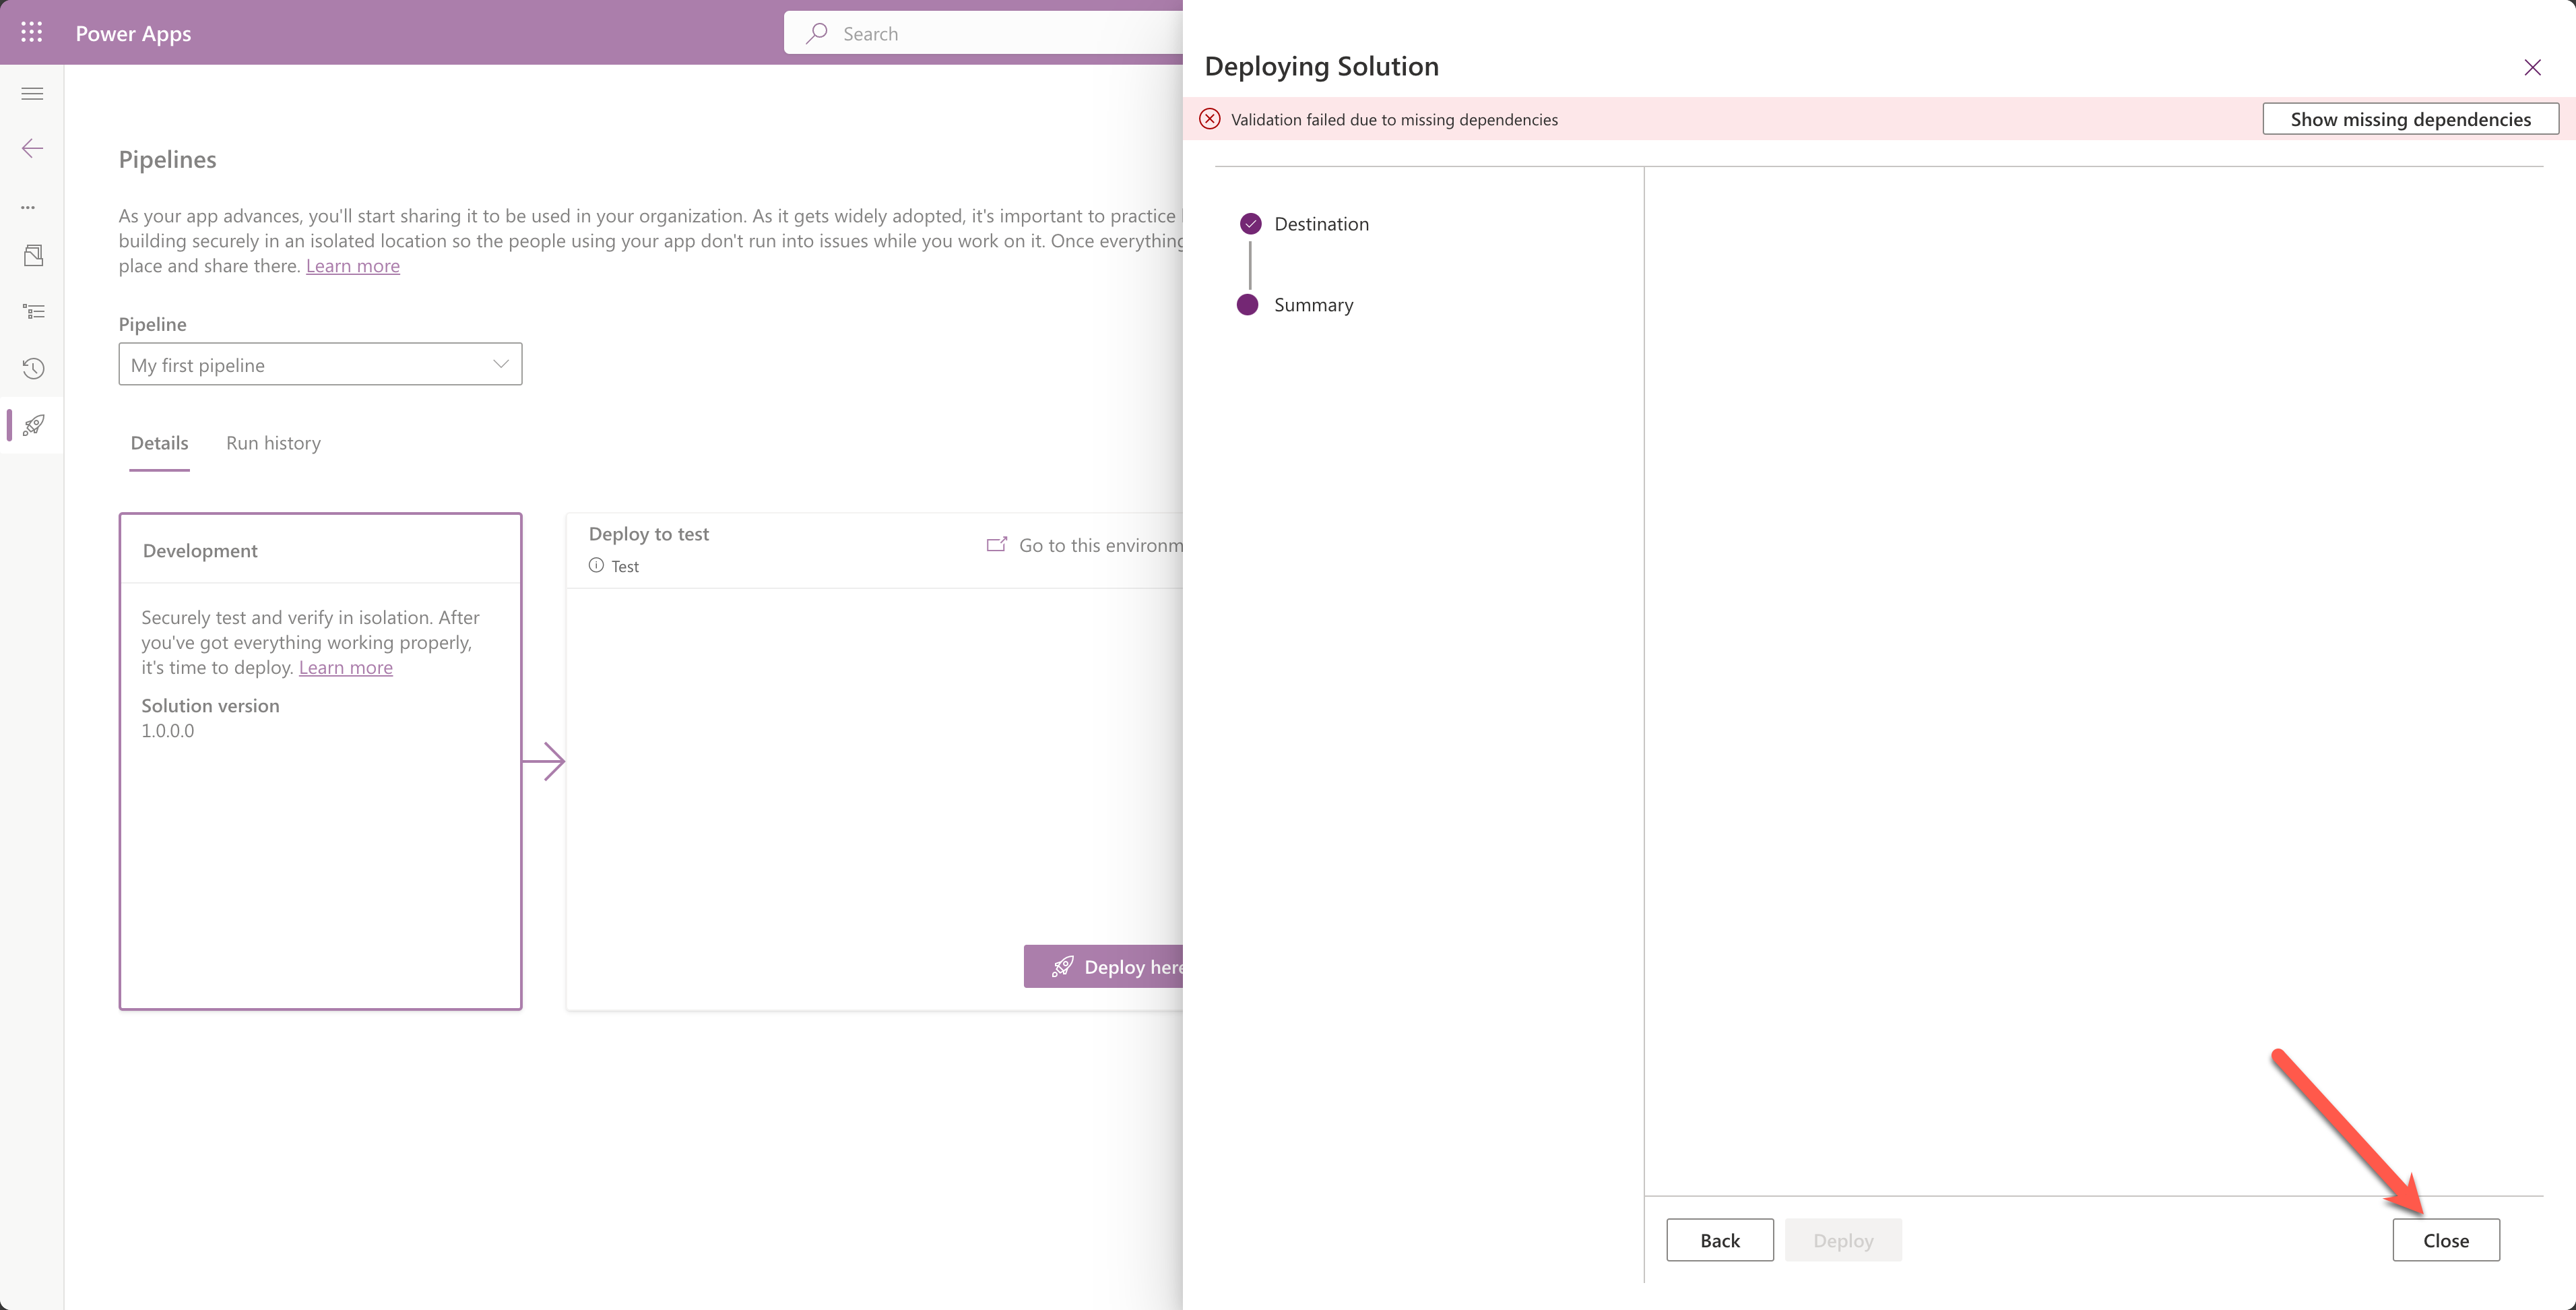 Power Apps
Search
Pipelines
As your app advances, you'll start sharing it to be used in your organization. As it gets widely adopted, it's important to practice
building securely in an isolated location so the people using your app don't run into issues while you work on it. Once everything
place and share there. Learn more
Pipeline
My first pipeline
Details
Run history
Development
Securely test and verify in isolation. After
you've got everything working properly,
it's time to deploy. Learn more
Solution version
1.0.0.0
Deploy to test
Test
Go to this environm
Deploy here
Deploying Solution
Validation failed due to missing dependencies
Show missing dependencies
Destination
Summary
Back
Deploy
Close